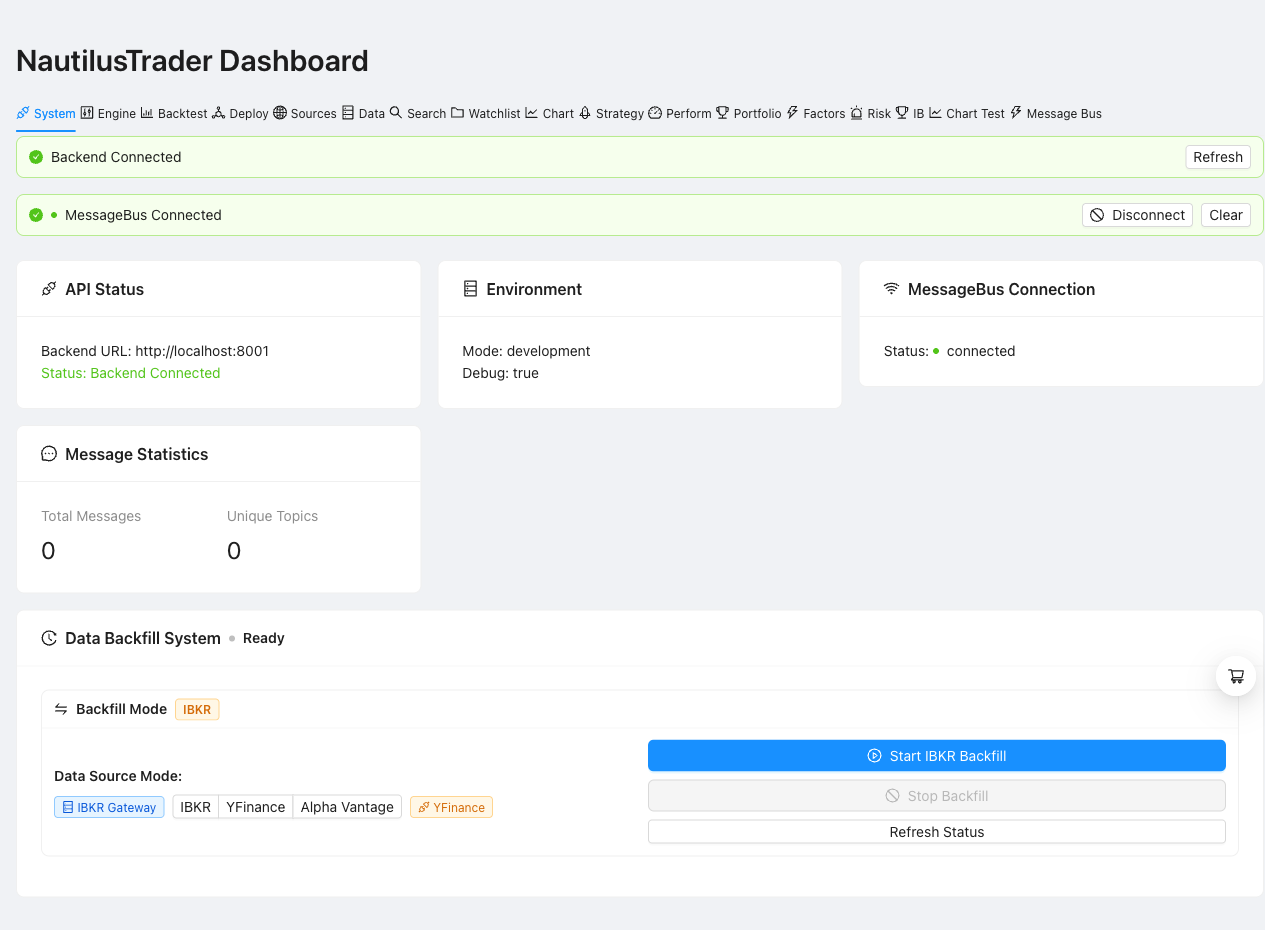 NautilusTrader Dashboard
System Engine Backtest Deploy Sources Data Search Watchlist Chart Strategy Perform Portfolio Factors Risk IB Chart Test Message Bus
Backend Connected Refresh
MessageBus Connected Disconnect Clear
API Status
Backend URL: http://localhost:8001
Status: Backend Connected
Environment
Mode: development
Debug: true
MessageBus Connection
Status: connected
Message Statistics
Total Messages Unique Topics
0 0
Data Backfill System Ready
Backfill Mode IBKR
Data Source Mode:
IBKR Gateway IBKR YFinance Alpha Vantage YFinance
Start IBKR Backfill
Stop Backfill
Refresh Status